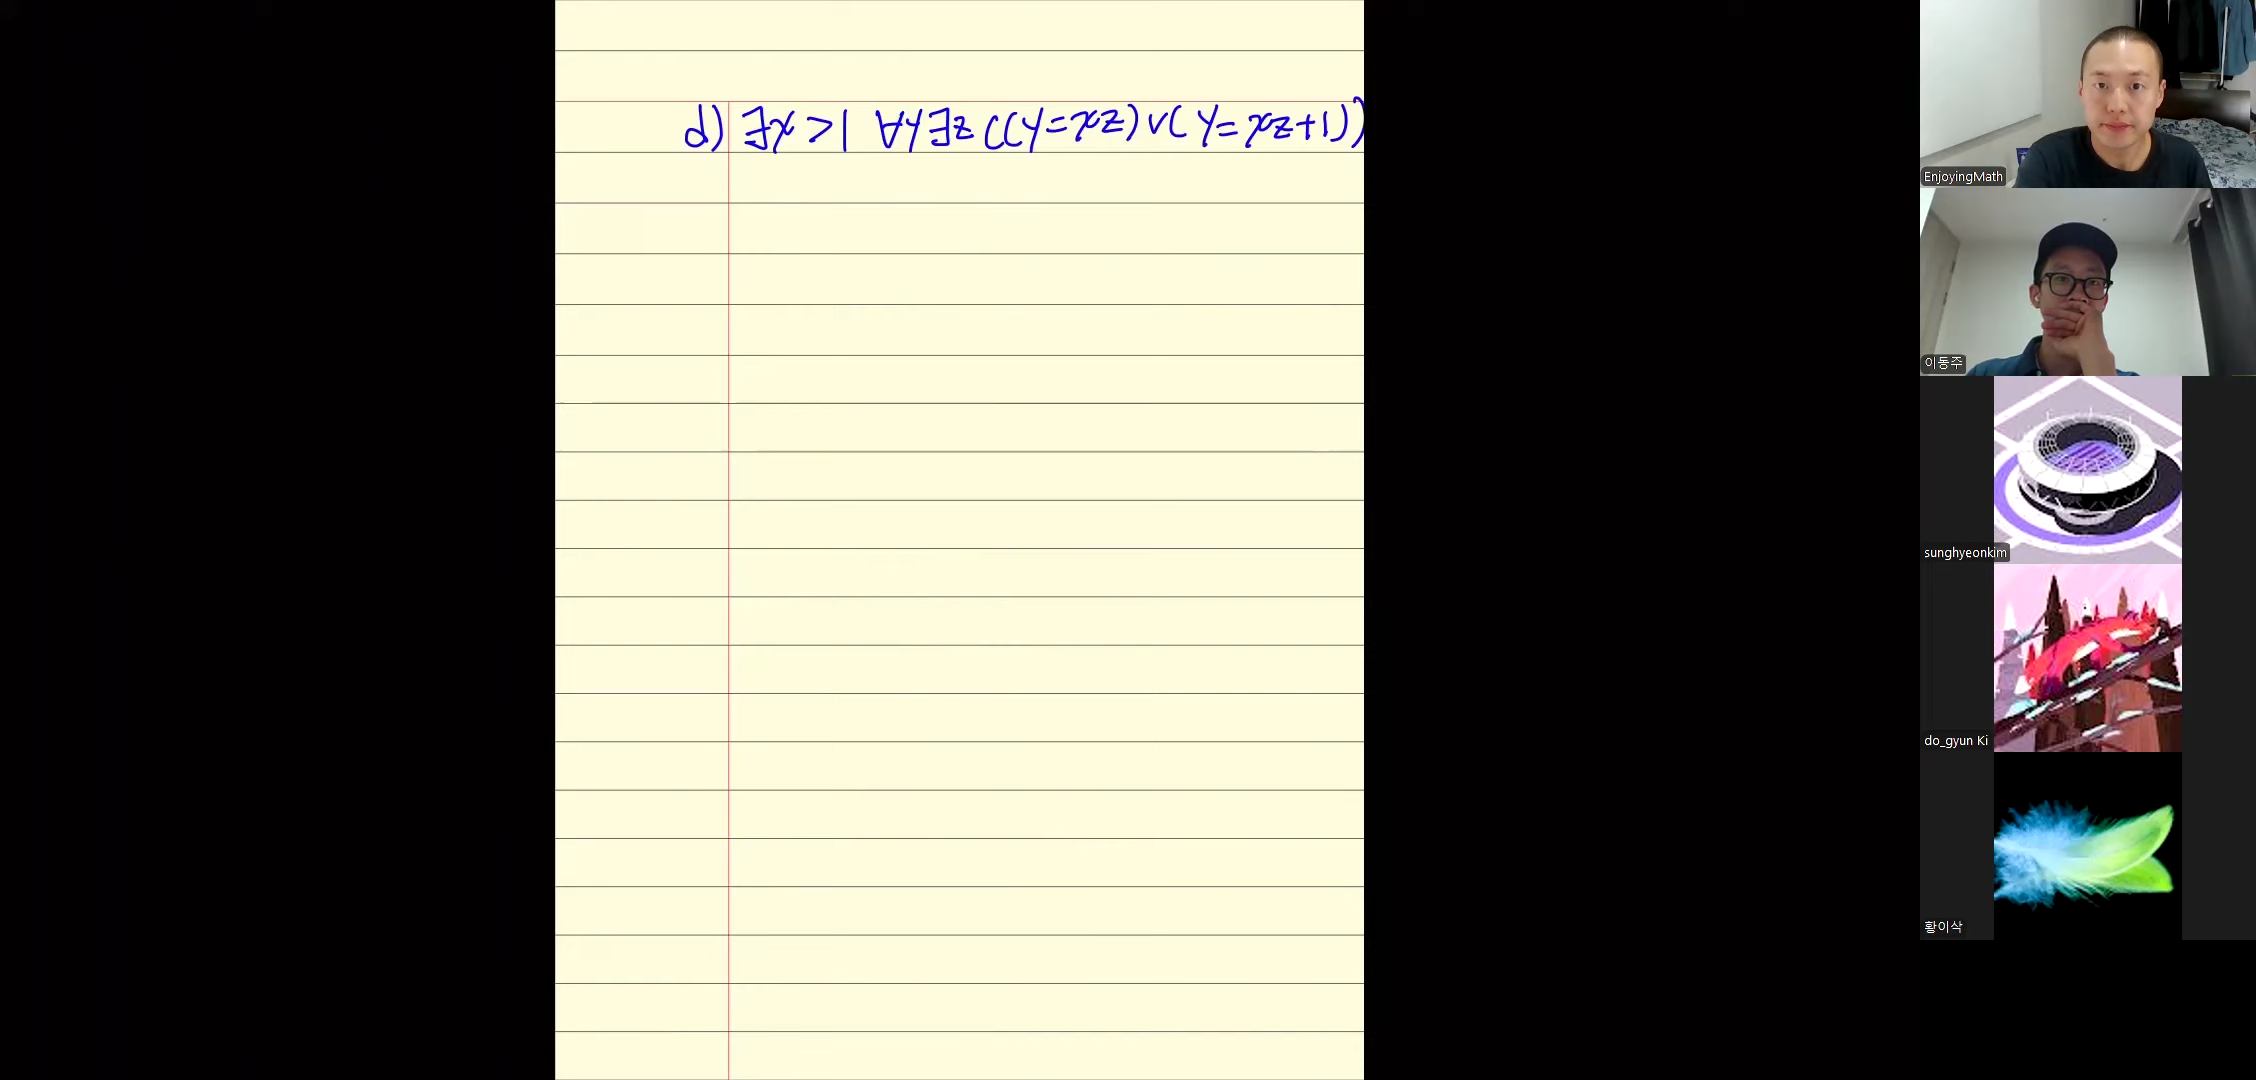 d) ∃x>1 ∀y∃z((y=xz)∨(y=xz+1))
EnjoyingMath
이동주
sunghyeonkim
do_gyun Ki
황이삭